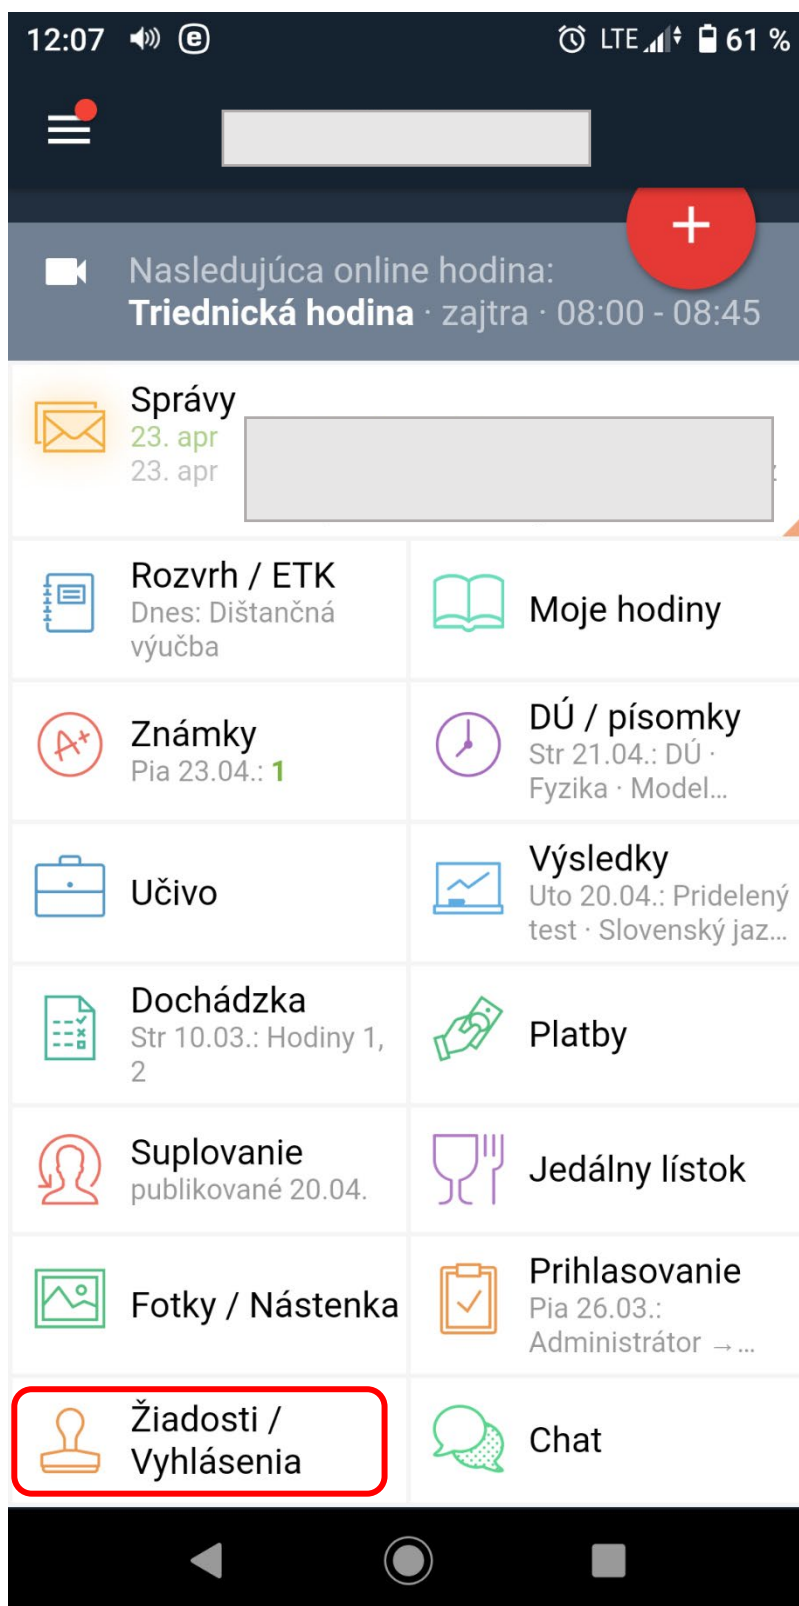 12:07 e LTE 61 %
+
Nasledujúca online hodina:
Triednická hodina · zajtra · 08:00 - 08:45
Správy
23. apr
23. apr
Rozvrh / ETK
Dnes: Dištančná
výučba
Moje hodiny
A+
Známky
Pia 23.04.: 1
DÚ / písomky
Str 21.04.: DÚ ·
Fyzika · Model...
Učivo
Výsledky
Uto 20.04.: Pridelený
test · Slovenský jaz...
Dochádzka
Str 10.03.: Hodiny 1,
2
Platby
Suplovanie
publikované 20.04.
Jedálny lístok
Fotky / Nástenka
Prihlasovanie
Pia 26.03.:
Administrátor →...
Žiadosti /
Vyhlásenia
Chat